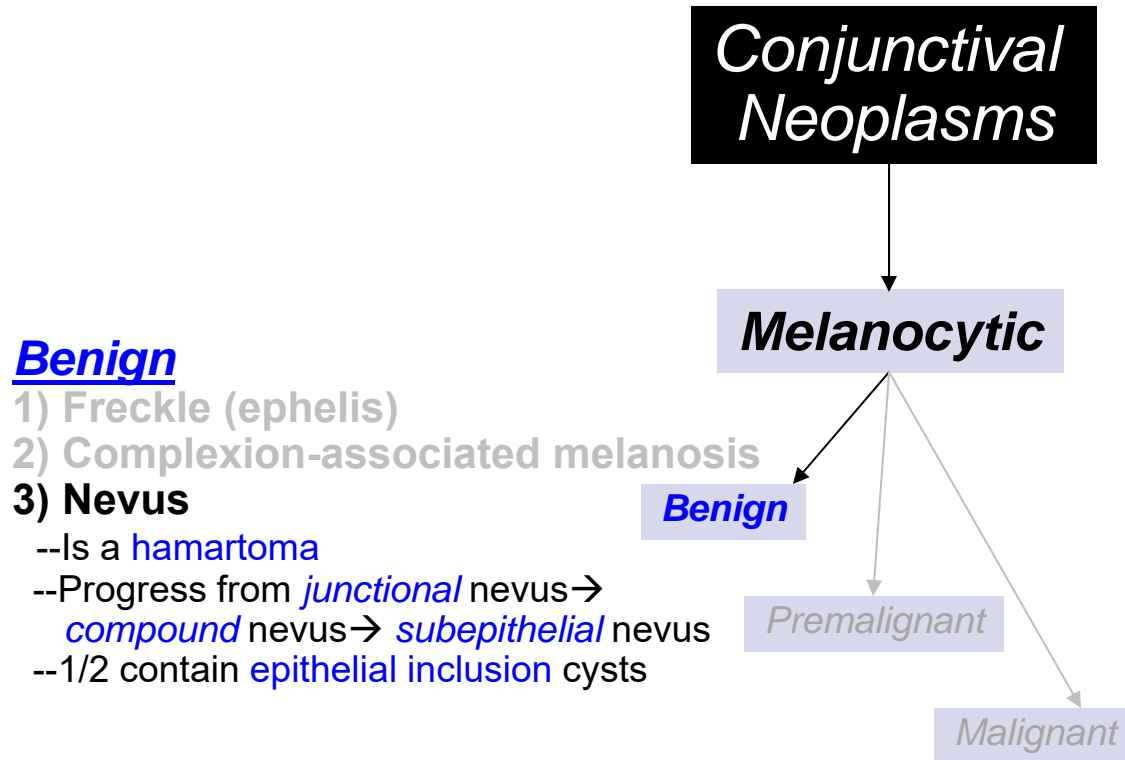 Conjunctival
Neoplasms
Melanocytic
Benign
1) Freckle (ephelis)
2) Complexion-associated melanosis
3) Nevus
--Is a hamartoma
--Progress from junctional nevus→
compound nevus→ subepithelial nevus
--1/2 contain epithelial inclusion cysts
Benign
Premalignant
Malignant